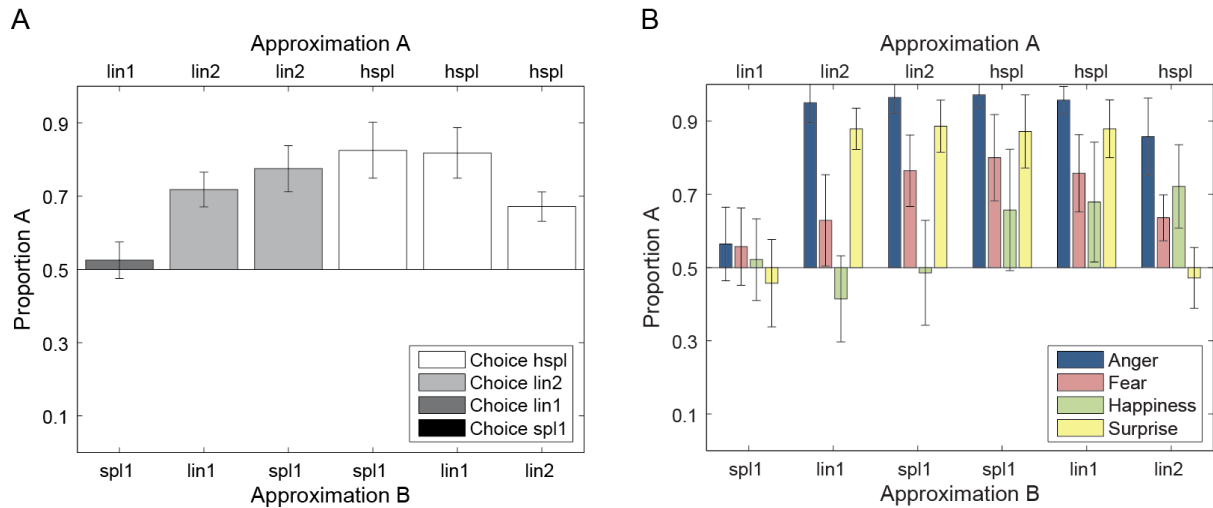 A
Approximation A
lin1 lin2 lin2 hspl hspl hspl
Proportion A
0.9
0.7
0.5
0.3
0.1
Choice hspl
Choice lin2
Choice lin1
Choice spl1
spl1 lin1 spl1 spl1 lin1 lin2
Approximation B
B
Approximation A
lin1 lin2 lin2 hspl hspl hspl
Proportion A
0.9
0.7
0.5
0.3
0.1
Anger
Fear
Happiness
Surprise
spl1 lin1 spl1 spl1 lin1 lin2
Approximation B